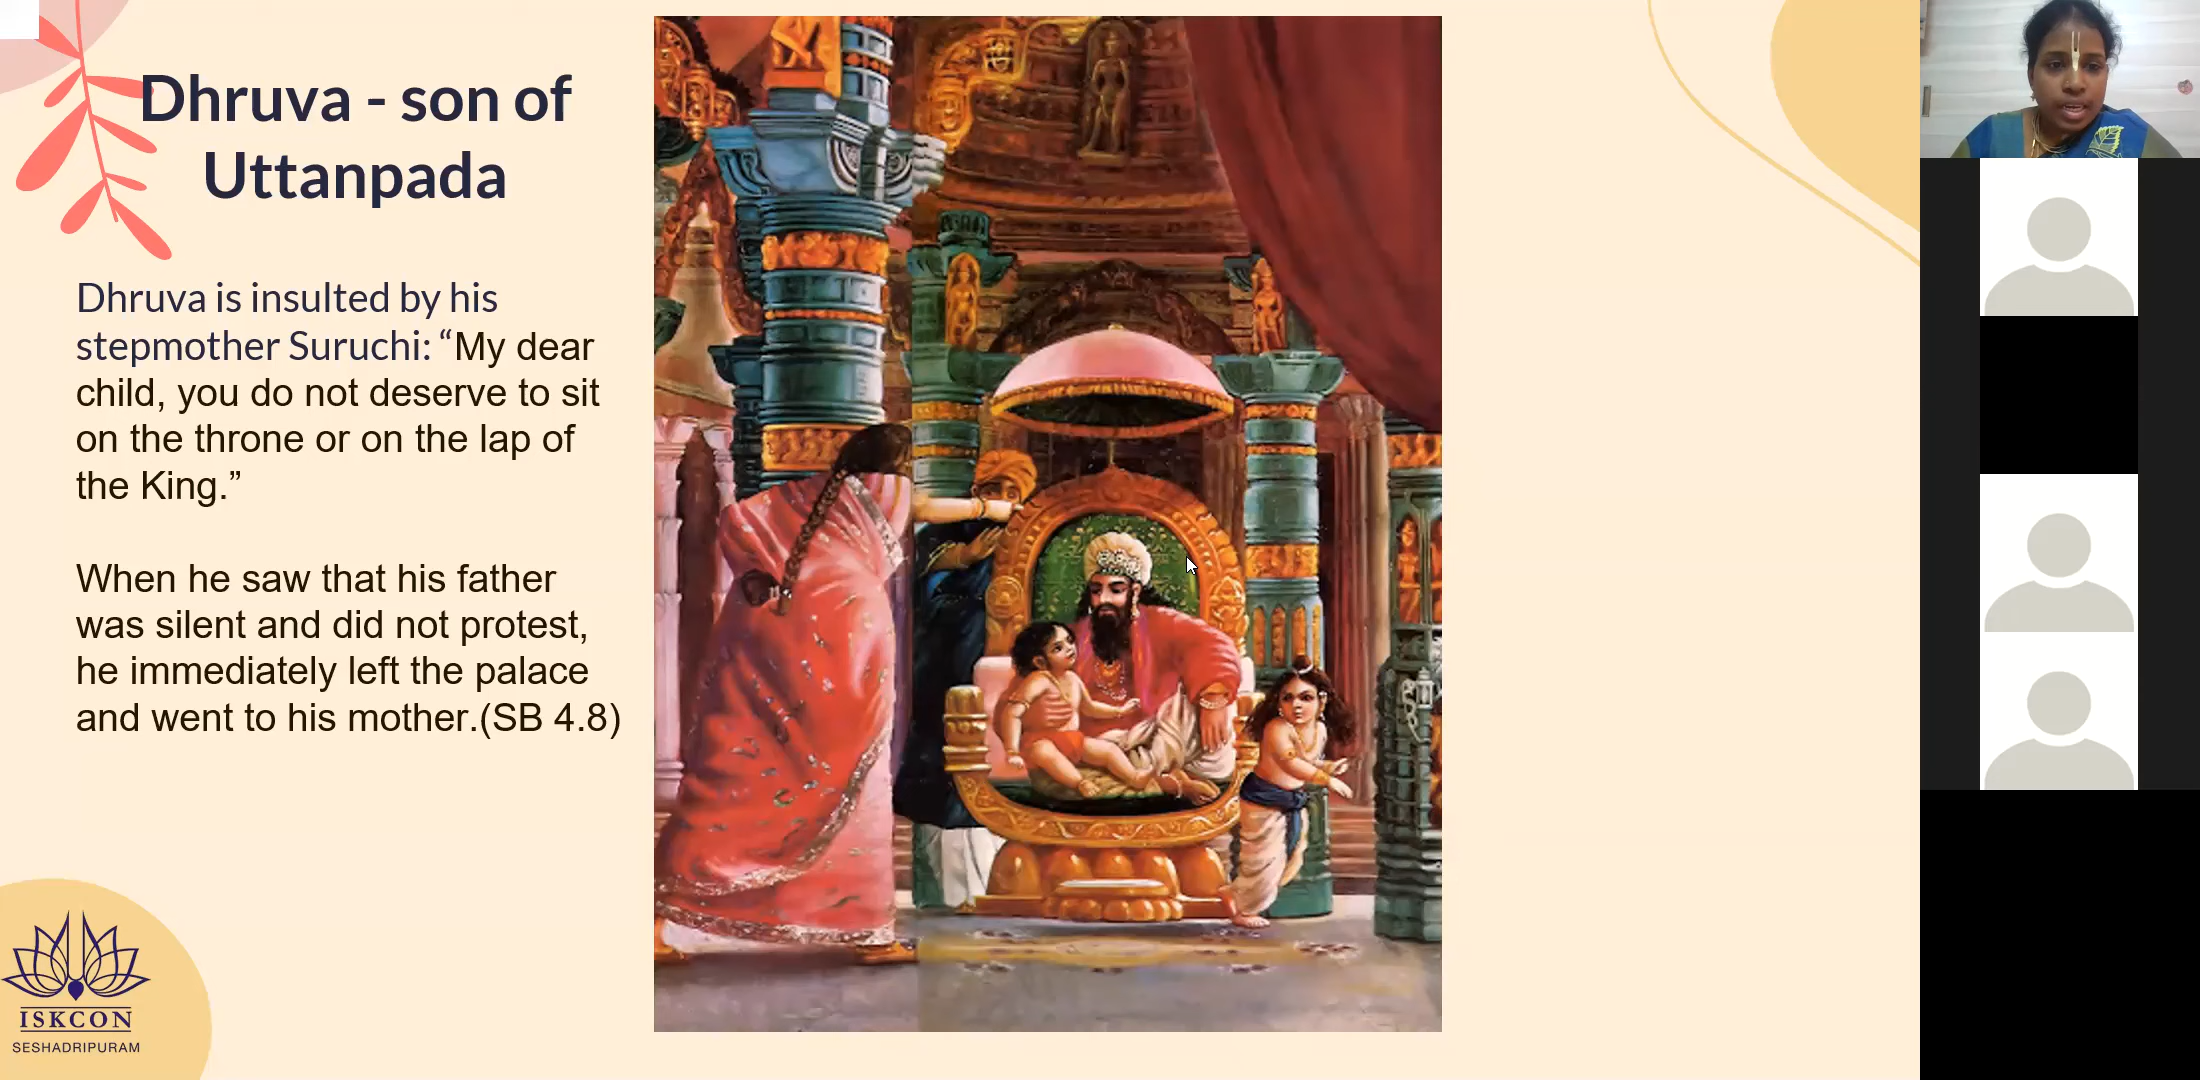 Dhruva - son of
Uttanpada
Dhruva is insulted by his
stepmother Suruchi: “My dear
child, you do not deserve to sit
on the throne or on the lap of
the King.”
When he saw that his father
was silent and did not protest,
he immediately left the palace
and went to his mother.(SB 4.8)
ISKCON
SESHADRIPURAM